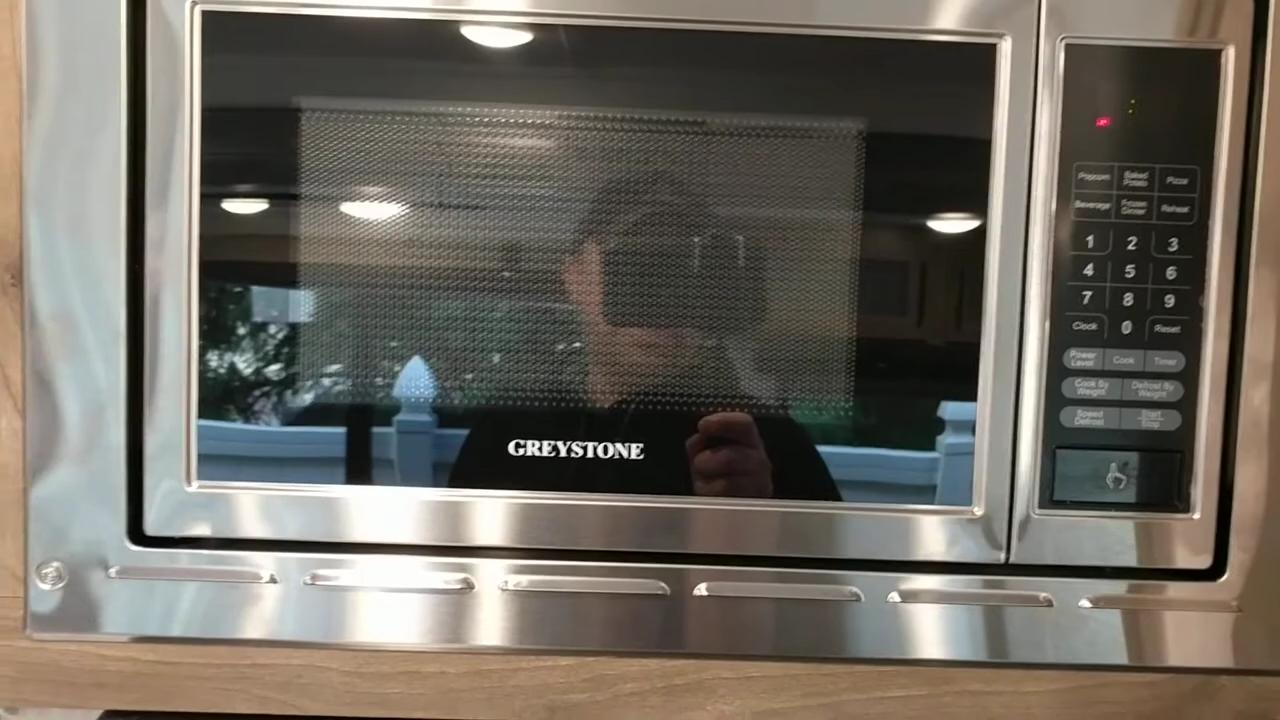 Popcorn Baked Potato Pizza
Beverage Frozen Dinner Reheat
1 2 3
4 5 6
7 8 9
Clock 0 Reset
Power Level Cook Timer
Cook By Weight Defrost By Weight
Speed Defrost Start Stop
GREYSTONE